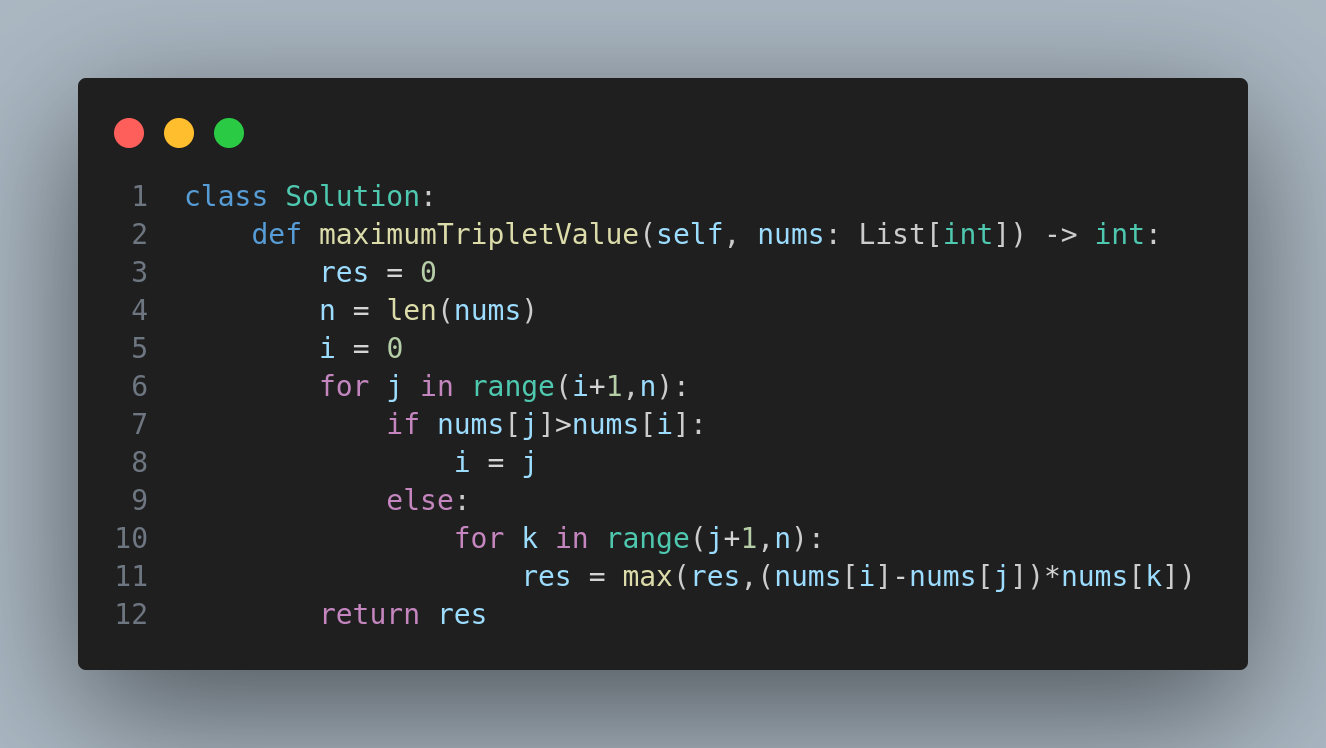 1 class Solution:
2     def maximumTripletValue(self, nums: List[int]) -> int:
3         res = 0
4         n = len(nums)
5         i = 0
6         for j in range(i+1,n):
7             if nums[j]>nums[i]:
8                 i = j
9             else:
10                 for k in range(j+1,n):
11                     res = max(res,(nums[i]-nums[j])*nums[k])
12         return res